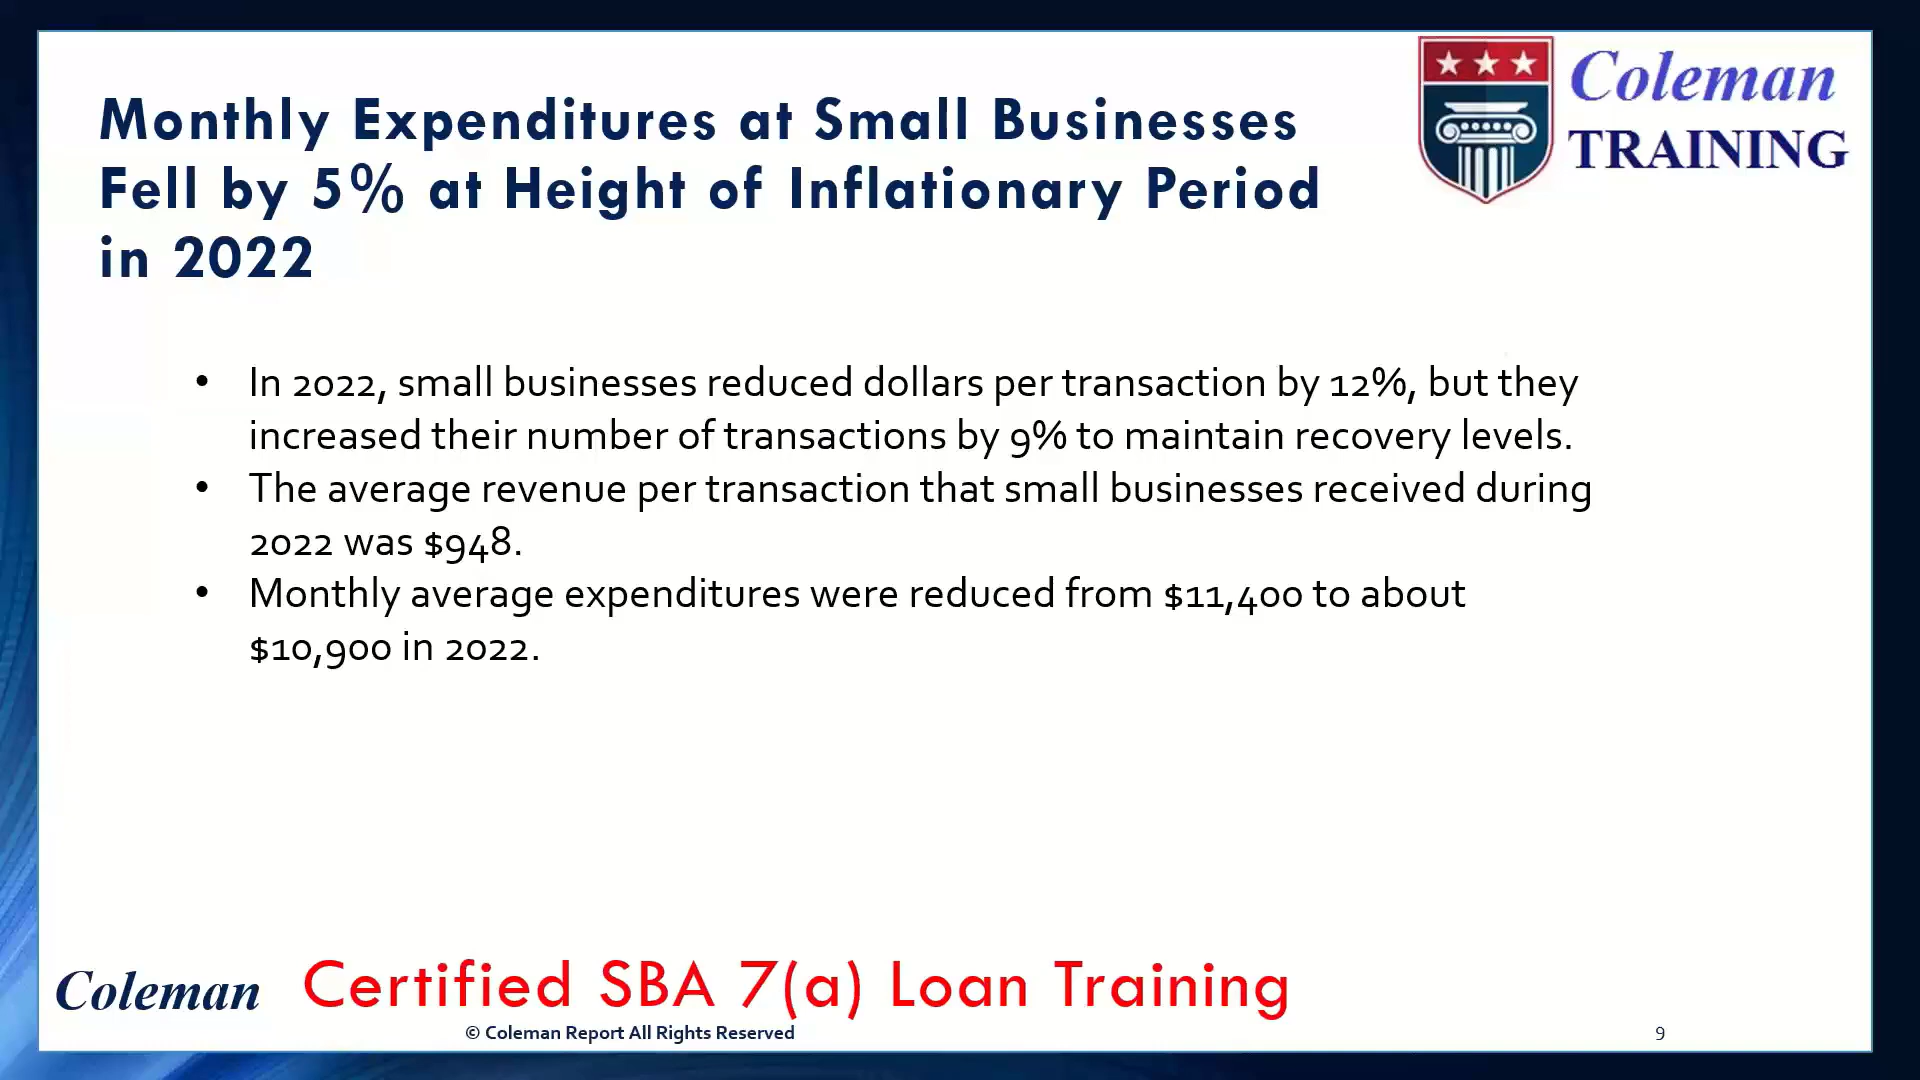 Coleman
TRAINING
Monthly Expenditures at Small Businesses
Fell by 5% at Height of Inflationary Period
in 2022
• In 2022, small businesses reduced dollars per transaction by 12%, but they
increased their number of transactions by 9% to maintain recovery levels.
• The average revenue per transaction that small businesses received during
2022 was $948.
• Monthly average expenditures were reduced from $11,400 to about
$10,900 in 2022.
Coleman Certified SBA 7(a) Loan Training
© Coleman Report All Rights Reserved
9